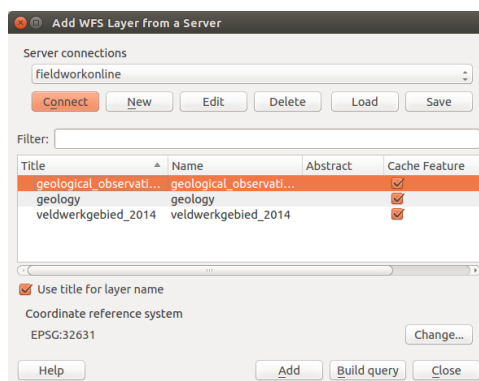 Add WFS Layer from a Server
Server connections
fieldworkonline
Connect New Edit Delete Load Save
Filter:
Title Name Abstract Cache Feature
geological_observati... geological_observati...
geology geology
veldwerkgebied_2014 veldwerkgebied_2014
Use title for layer name
Coordinate reference system
EPSG:32631 Change...
Help Add Build query Close